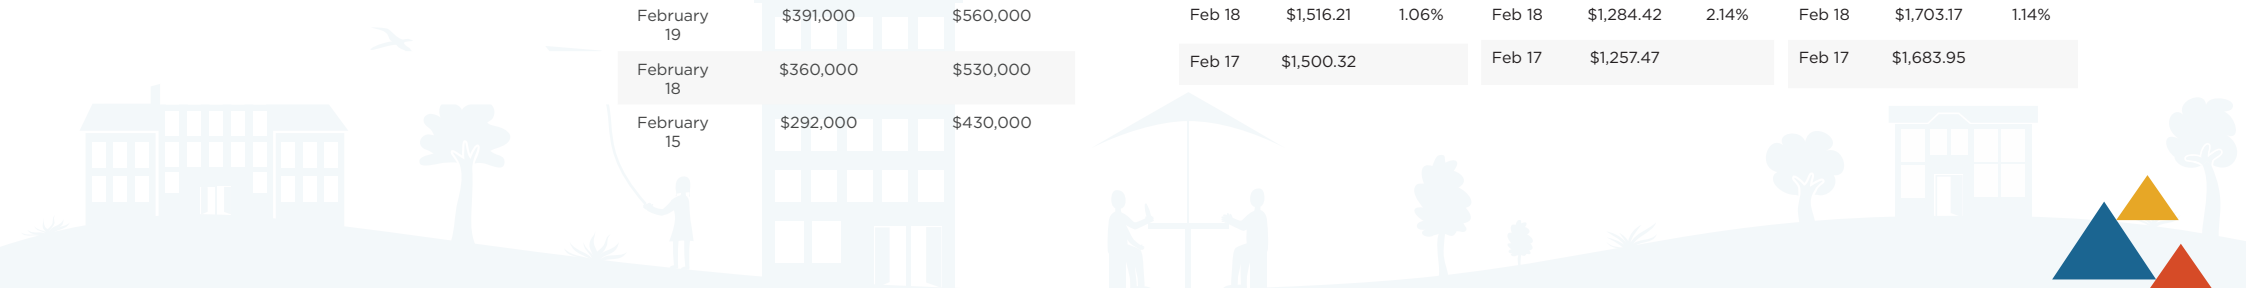 February $391,000 $560,000
19
February $360,000 $530,000
18
February $292,000 $430,000
15
Feb 18 $1,516.21 1.06%
Feb 17 $1,500.32
Feb 18 $1,284.42 2.14%
Feb 17 $1,257.47
Feb 18 $1,703.17 1.14%
Feb 17 $1,683.95